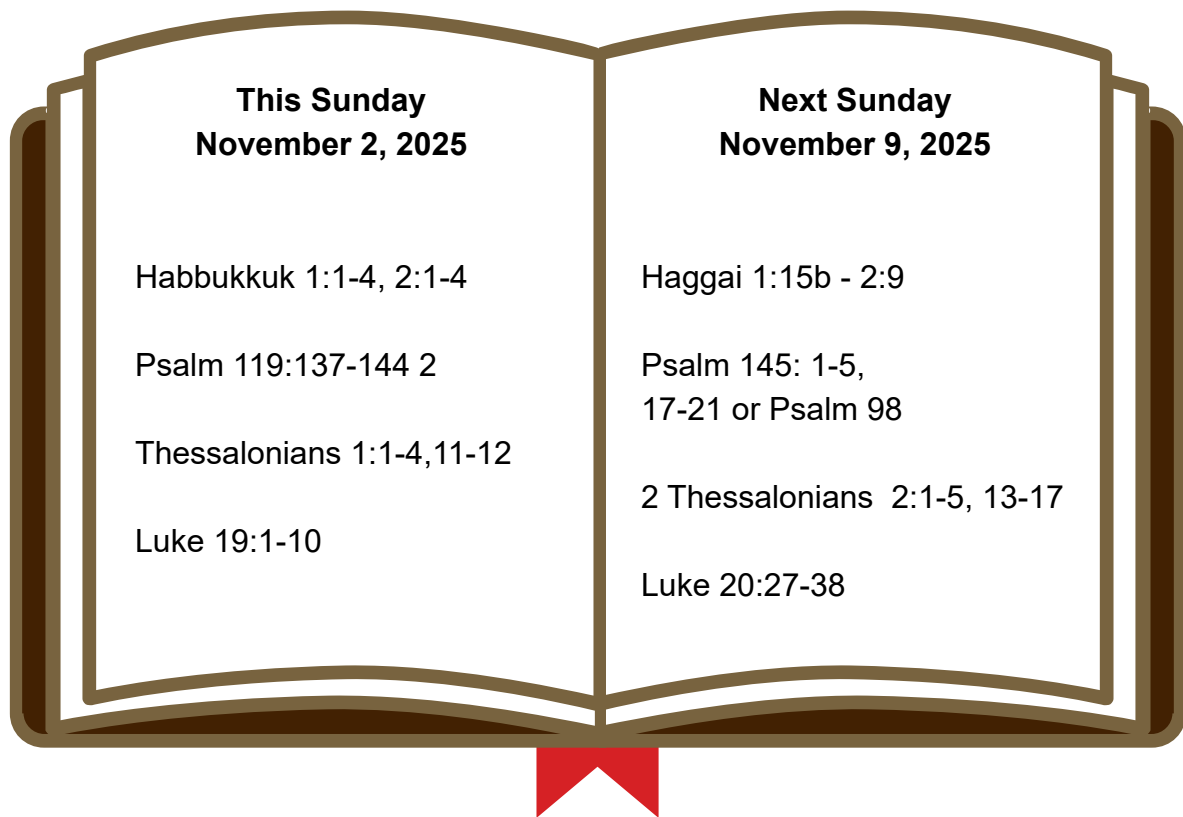 This Sunday
November 2, 2025
Habbukkuk 1:1-4, 2:1-4
Psalm 119:137-144 2
Thessalonians 1:1-4,11-12
Luke 19:1-10
Next Sunday
November 9, 2025
Haggai 1:15b - 2:9
Psalm 145: 1-5,
17-21 or Psalm 98
2 Thessalonians  2:1-5, 13-17
Luke 20:27-38